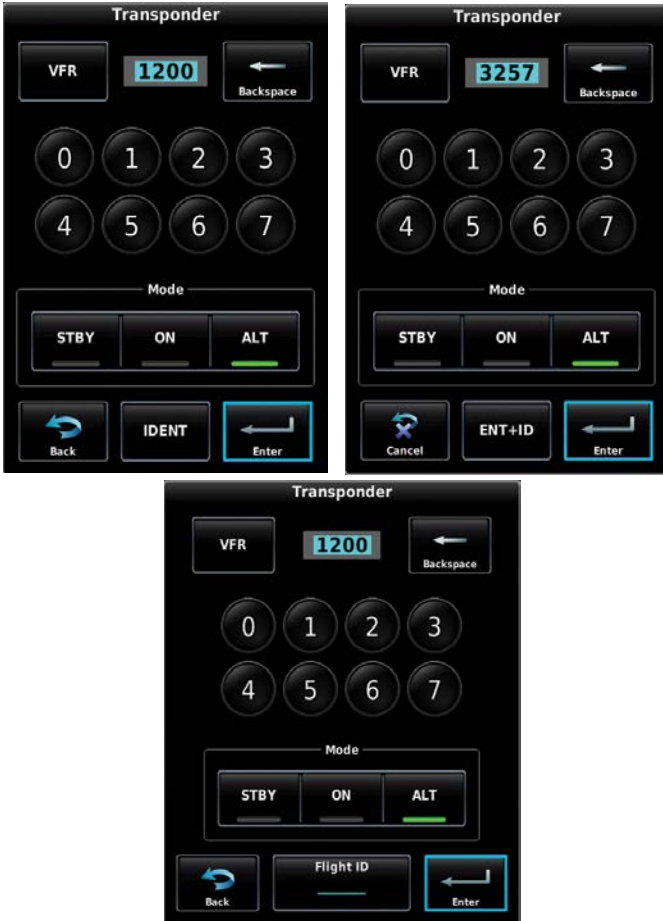 Transponder
VFR 1200 Backspace
0 1 2 3
4 5 6 7
Mode
STBY ON ALT
Back IDENT Enter
Transponder
VFR 3257 Backspace
0 1 2 3
4 5 6 7
Mode
STBY ON ALT
Cancel ENT+ID Enter
Transponder
VFR 1200 Backspace
0 1 2 3
4 5 6 7
Mode
STBY ON ALT
Back Flight ID Enter